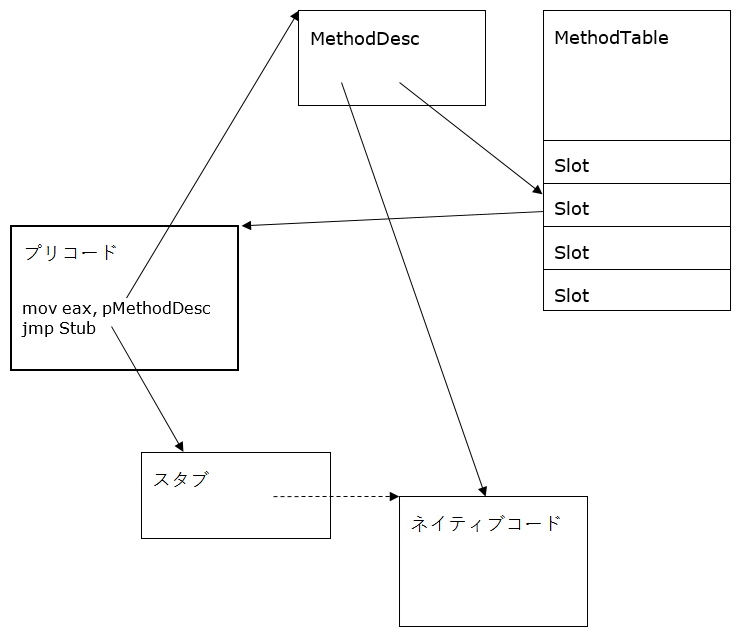 MethodDesc
MethodTable
Slot
Slot
Slot
Slot
プリコード
mov eax, pMethodDesc
jmp Stub
スタブ
ネイティブコード